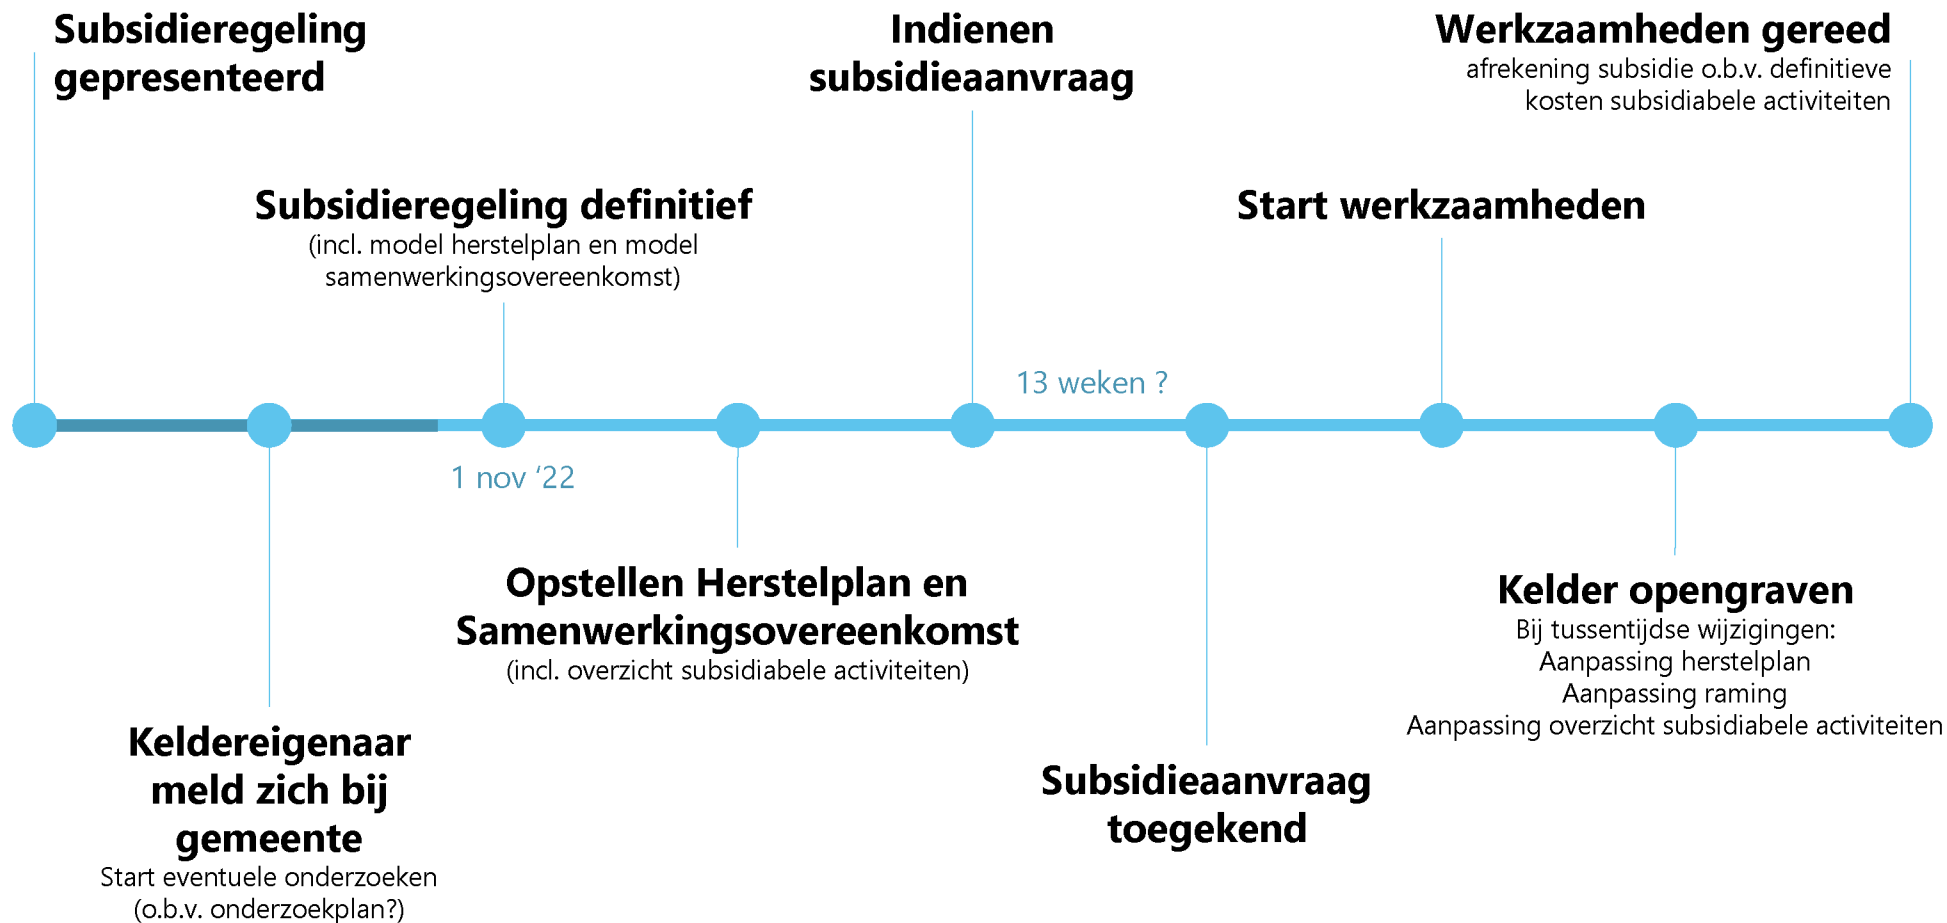 Subsidieregeling
gepresenteerd
Keldereigenaar
meld zich bij
gemeente
Start eventuele onderzoeken
(o.b.v. onderzoekplan?)
Subsidieregeling definitief
(incl. model herstelplan en model
samenwerkingsovereenkomst)
1 nov ‘22
Opstellen Herstelplan en
Samenwerkingsovereenkomst
(incl. overzicht subsidiabele activiteiten)
Indienen
subsidieaanvraag
13 weken ?
Subsidieaanvraag
toegekend
Start werkzaamheden
Kelder opengraven
Bij tussentijdse wijzigingen:
Aanpassing herstelplan
Aanpassing raming
Aanpassing overzicht subsidiabele activiteiten
Werkzaamheden gereed
afrekening subsidie o.b.v. definitieve
kosten subsidiabele activiteiten